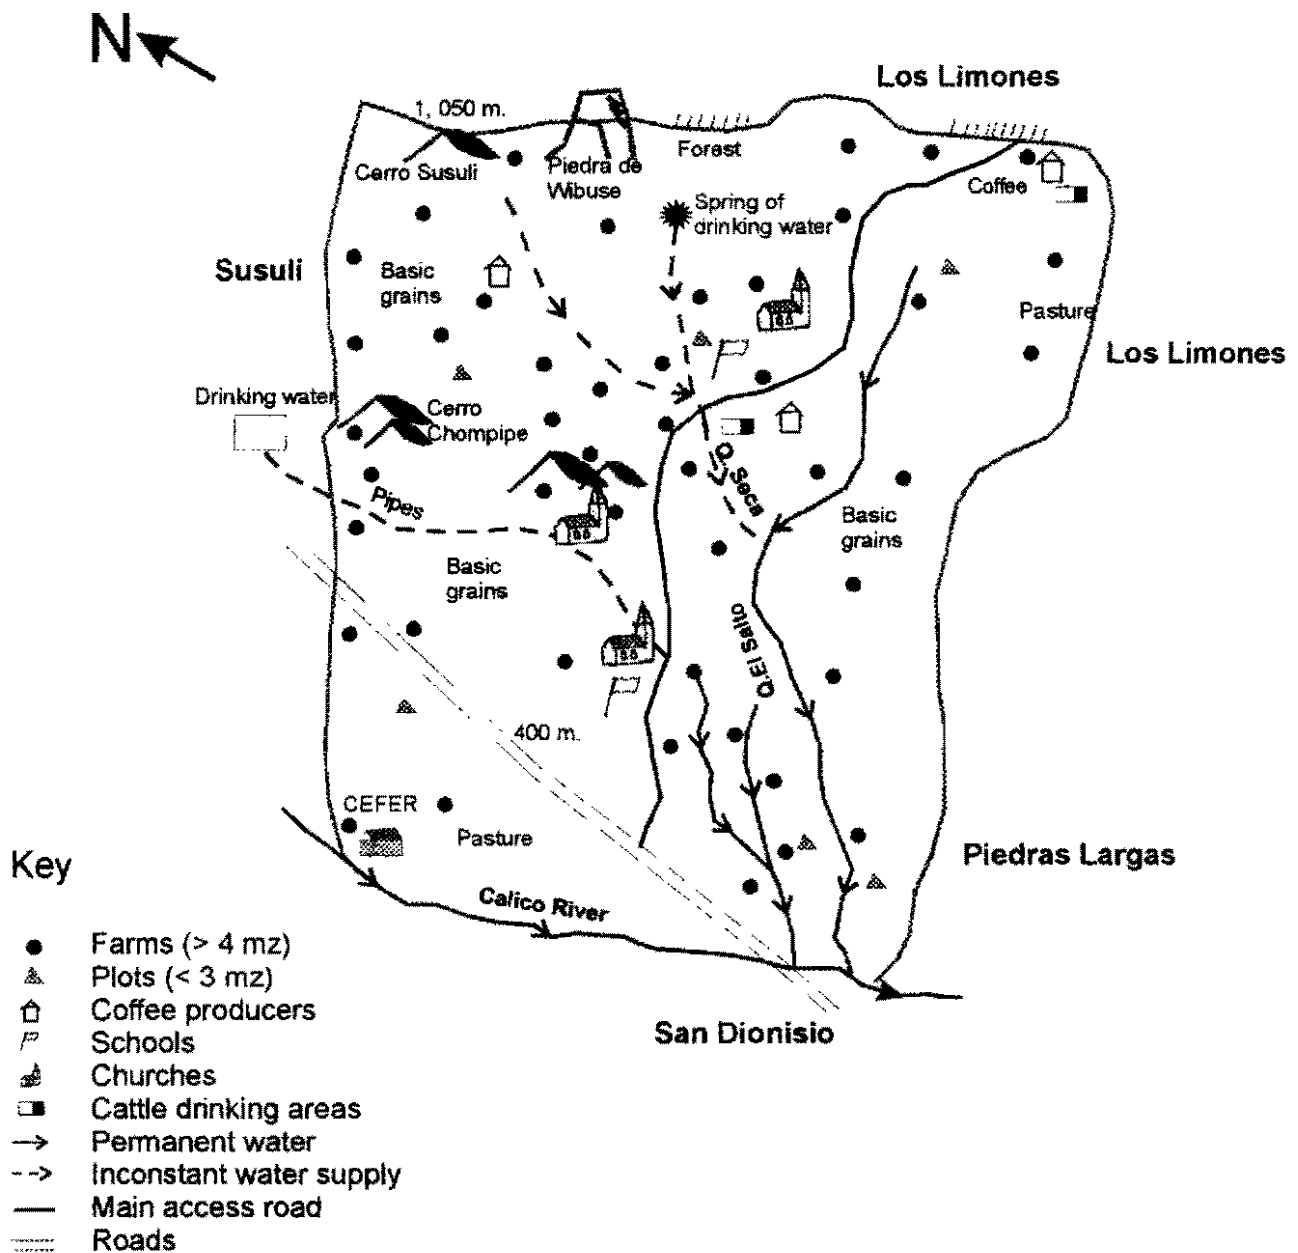 N
Los Limones
1, 050 m.
Forest
Cerro Susuli
Piedra de
Wibuse
Coffee
Spring of
drinking water
Susuli
Basic
grains
Pasture
Los Limones
Drinking water
Cerro
Chompipe
Q. Seca
Pipes
Basic
grains
Basic
grains
Q.El Salto
400 m.
CEFER
Pasture
Piedras Largas
Calico River
San Dionisio
Key
Farms (> 4 mz)
Plots (< 3 mz)
Coffee producers
Schools
Churches
Cattle drinking areas
Permanent water
Inconstant water supply
Main access road
Roads